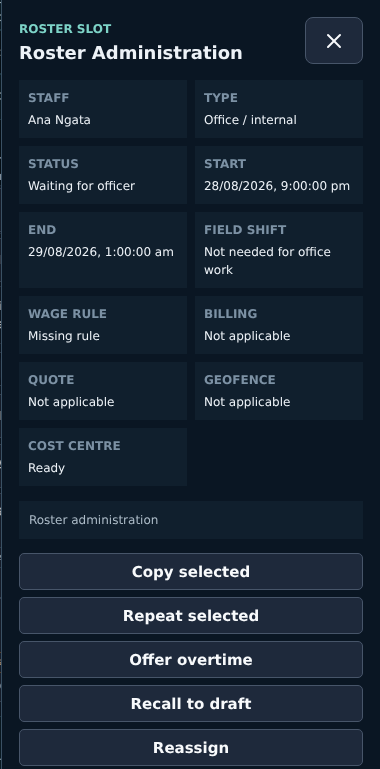 ROSTER SLOT
Roster Administration
STAFF
Ana Ngata
TYPE
Office / internal
STATUS
Waiting for officer
START
28/08/2026, 9:00:00 pm
END
29/08/2026, 1:00:00 am
FIELD SHIFT
Not needed for office
work
WAGE RULE
Missing rule
BILLING
Not applicable
QUOTE
Not applicable
GEOFENCE
Not applicable
COST CENTRE
Ready
Roster administration
Copy selected
Repeat selected
Offer overtime
Recall to draft
Reassign